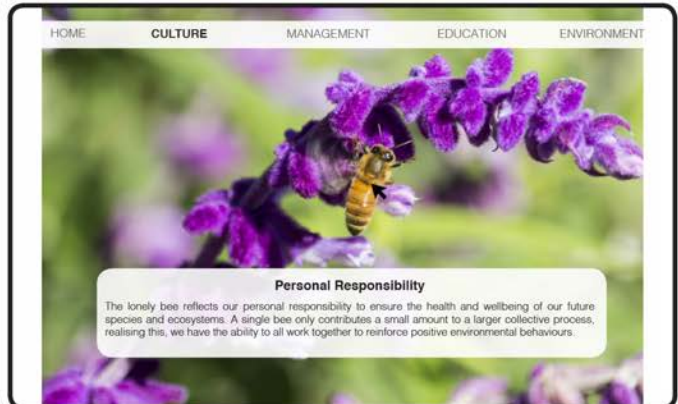 HOME CULTURE MANAGEMENT EDUCATION ENVIRONMENT
Personal Responsibility
The lonely bee reflects our personal responsibility to ensure the health and wellbeing of our future
species and ecosystems. A single bee only contributes a small amount to a larger collective process,
realising this, we have the ability to all work together to reinforce positive environmental behaviours.